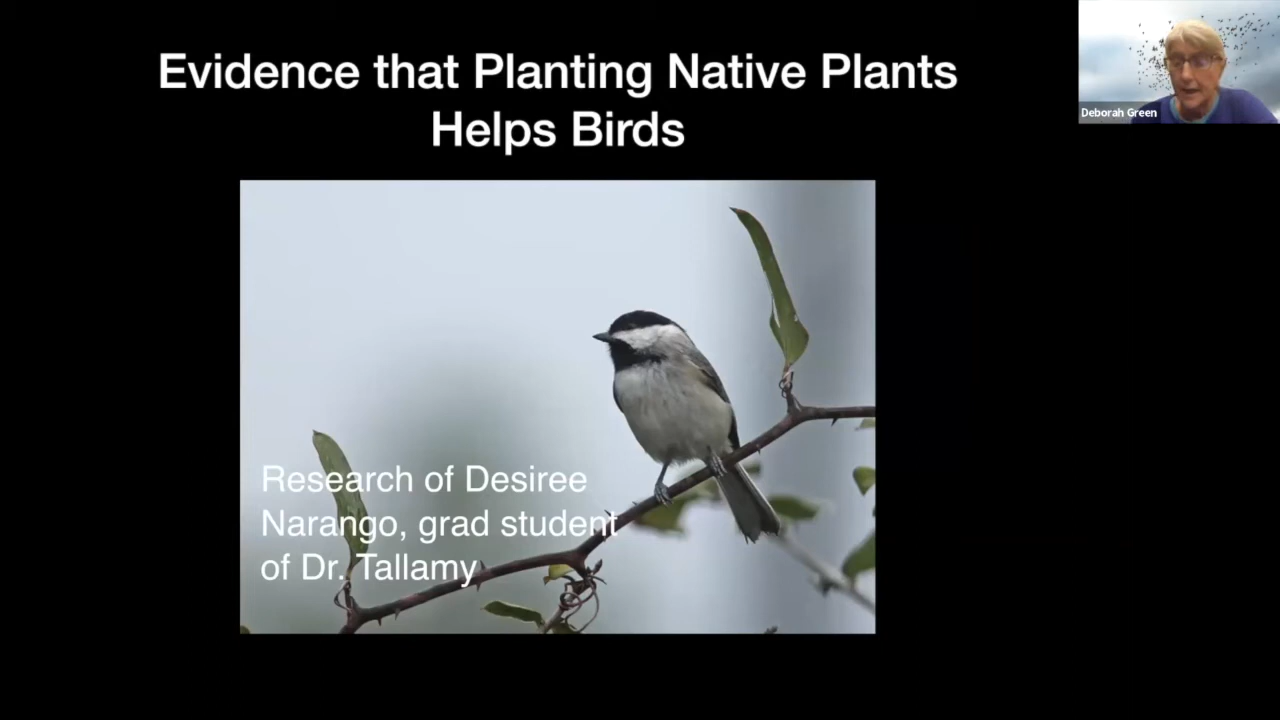 Evidence that Planting Native Plants
Helps Birds
Deborah Green
Research of Desiree
Narango, grad student
of Dr. Tallamy